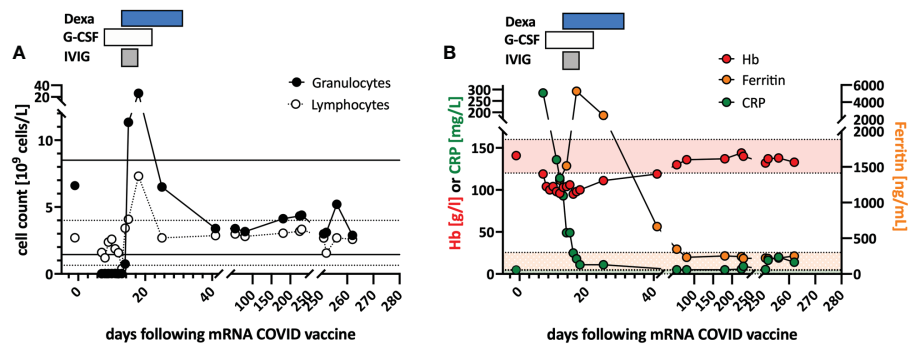 A
Dexa
G-CSF
IVIG
Granulocytes
Lymphocytes
cell count [10⁹ cells/L]
40
20
10
5
0
0 20 40 100 150 200 250 250 260 270 280
days following mRNA COVID vaccine
B
Dexa
G-CSF
IVIG
Hb
Ferritin
CRP
Hb [g/l] or CRP [mg/L]
300
250
200
150
100
50
0
Ferritin [ng/mL]
6000
4000
2000
2000
1500
1000
500
0
0 20 40 100 150 200 250 250 260 270 280
days following mRNA COVID vaccine